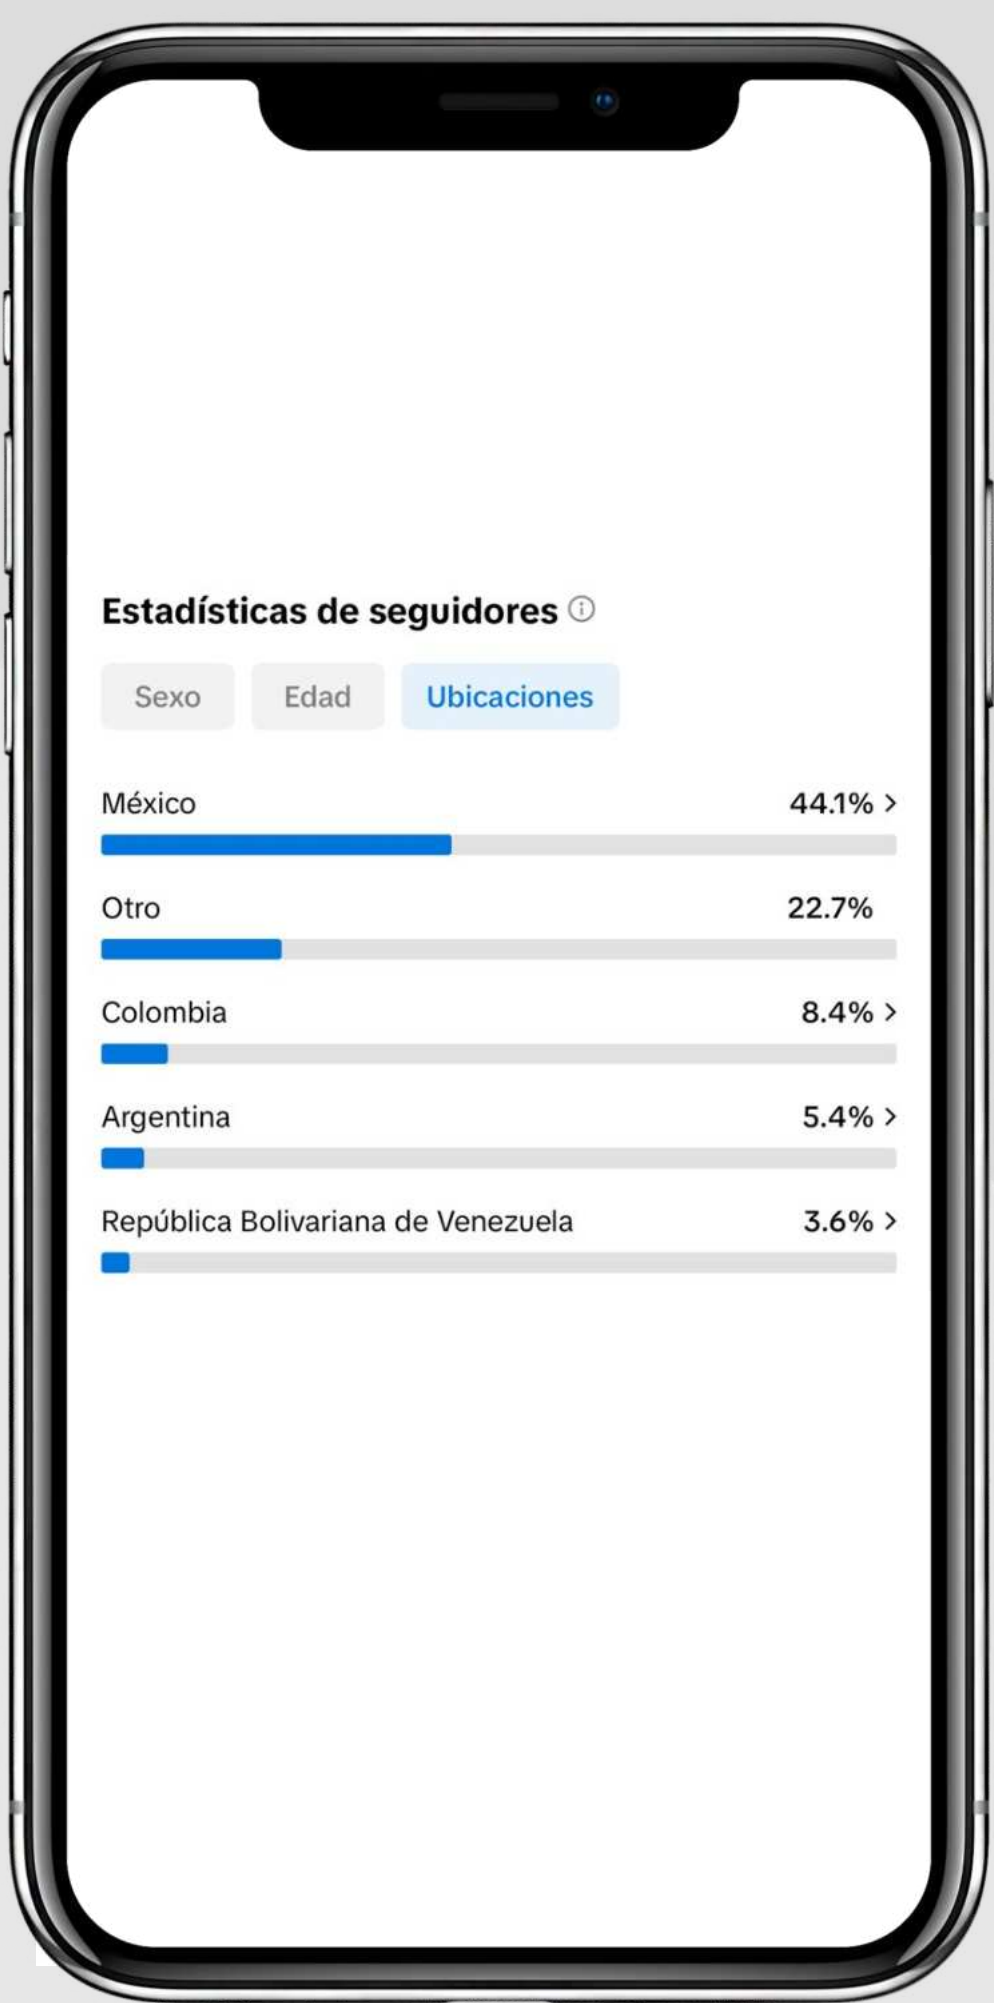 Estadísticas de seguidores
Sexo Edad Ubicaciones
México 44.1% >
Otro 22.7%
Colombia 8.4% >
Argentina 5.4% >
República Bolivariana de Venezuela 3.6% >